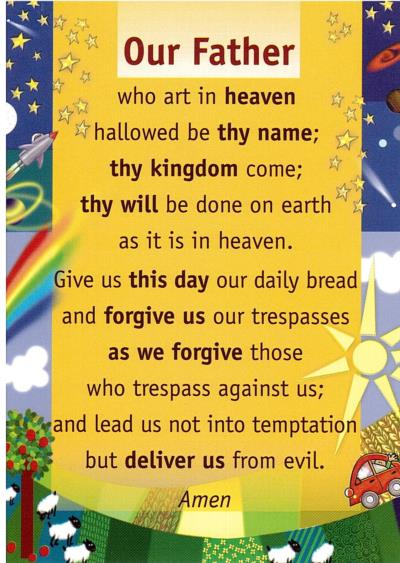 Our Father
who art in heaven
hallowed be thy name;
thy kingdom come;
thy will be done on earth
as it is in heaven.
Give us this day our daily bread
and forgive us our trespasses
as we forgive those
who trespass against us;
and lead us not into temptation
but deliver us from evil.
Amen